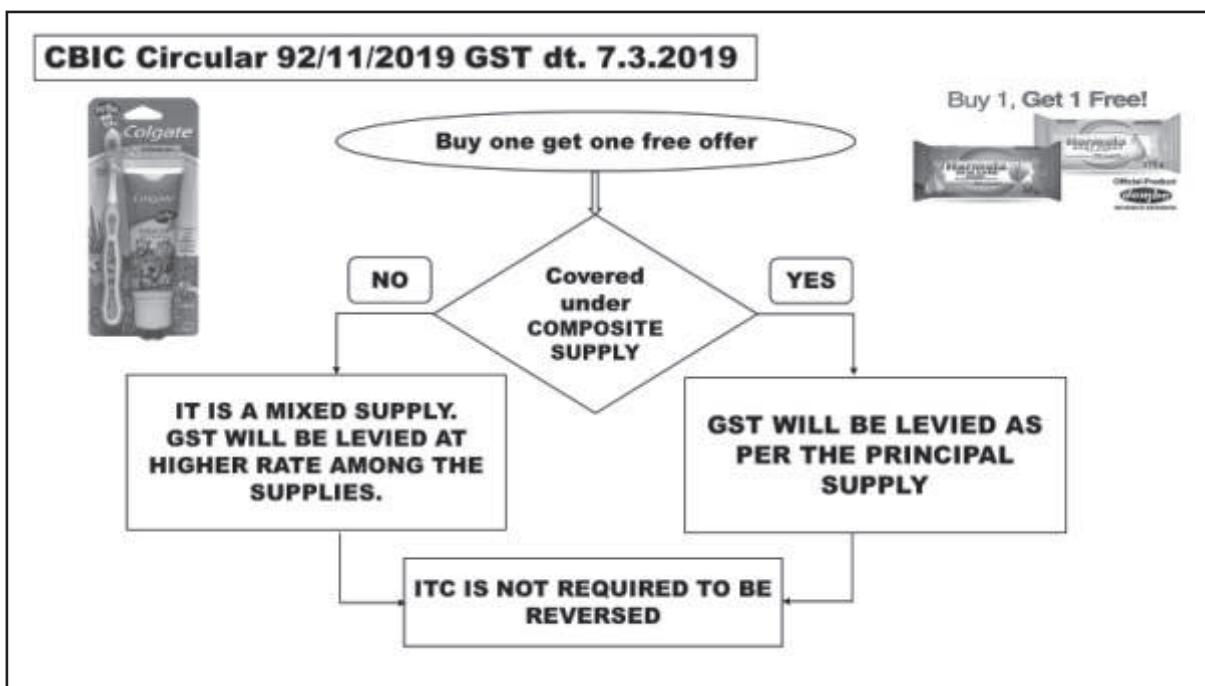 CBIC Circular 92/11/2019 GST dt. 7.3.2019
Colgate
Colgate
Buy 1, Get 1 Free!
Official Product
Buy one get one free offer
NO
Covered
under
COMPOSITE
SUPPLY
YES
IT IS A MIXED SUPPLY.
GST WILL BE LEVIED AT
HIGHER RATE AMONG THE
SUPPLIES.
GST WILL BE LEVIED AS
PER THE PRINCIPAL
SUPPLY
ITC IS NOT REQUIRED TO BE
REVERSED